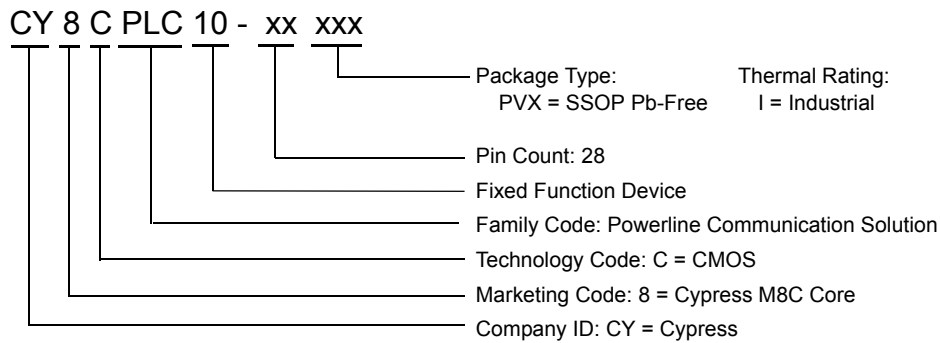 CY 8 C PLC 10 - xx xxx
Package Type: Thermal Rating:
PVX = SSOP Pb-Free I = Industrial
Pin Count: 28
Fixed Function Device
Family Code: Powerline Communication Solution
Technology Code: C = CMOS
Marketing Code: 8 = Cypress M8C Core
Company ID: CY = Cypress